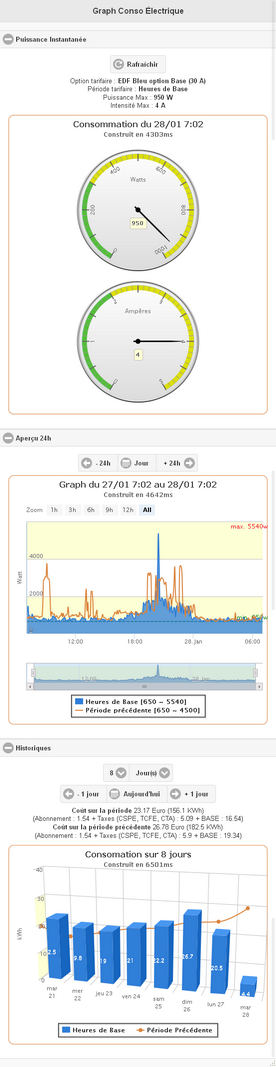 Graph Conso Électrique
Puissance Instantanée
Rafraichir
Option tarifaire : EDF Bleu option Base (30 A)
Période tarifaire : Heures de Base
Puissance Max : 950 W
Intensité Max : 4 A
Consommation du 28/01 7:02
Construit en 4303ms
Watts
0 200 400 800 1000
950
Ampères
4
Aperçu 24h
- 24h Jour + 24h
Graph du 27/01 7:02 au 28/01 7:02
Construit en 4642ms
Zoom 1h 3h 6h 9h 12h All
max. 5540w
Watt
4000
2000
12:00 18:00 28. Jan 06:00
Heures de Base [650 ~ 5540]
Période précédente [650 ~ 4500]
Historiques
8 Jour(s)
- 1 jour Aujourd'hui + 1 jour
Coût sur la période 23.17 Euro (156.1 KWh)
(Abonnement : 1.54 + Taxes (CSPE, TCFE, CTA) : 5.09 + BASE : 16.54)
Coût sur la période précédente 26.78 Euro (182.5 KWh)
(Abonnement : 1.54 + Taxes (CSPE, TCFE, CTA) : 5.9 + BASE : 19.34)
Consomation sur 8 jours
Construit en 6501ms
kWh
40
30
20
10
0
19.8 19 21 22.2 26.7 20.5 4.4
mar 21 mer 22 jeu 23 ven 24 sam 25 dim 26 lun 27 mar 28
Heures de Base Période Précédente